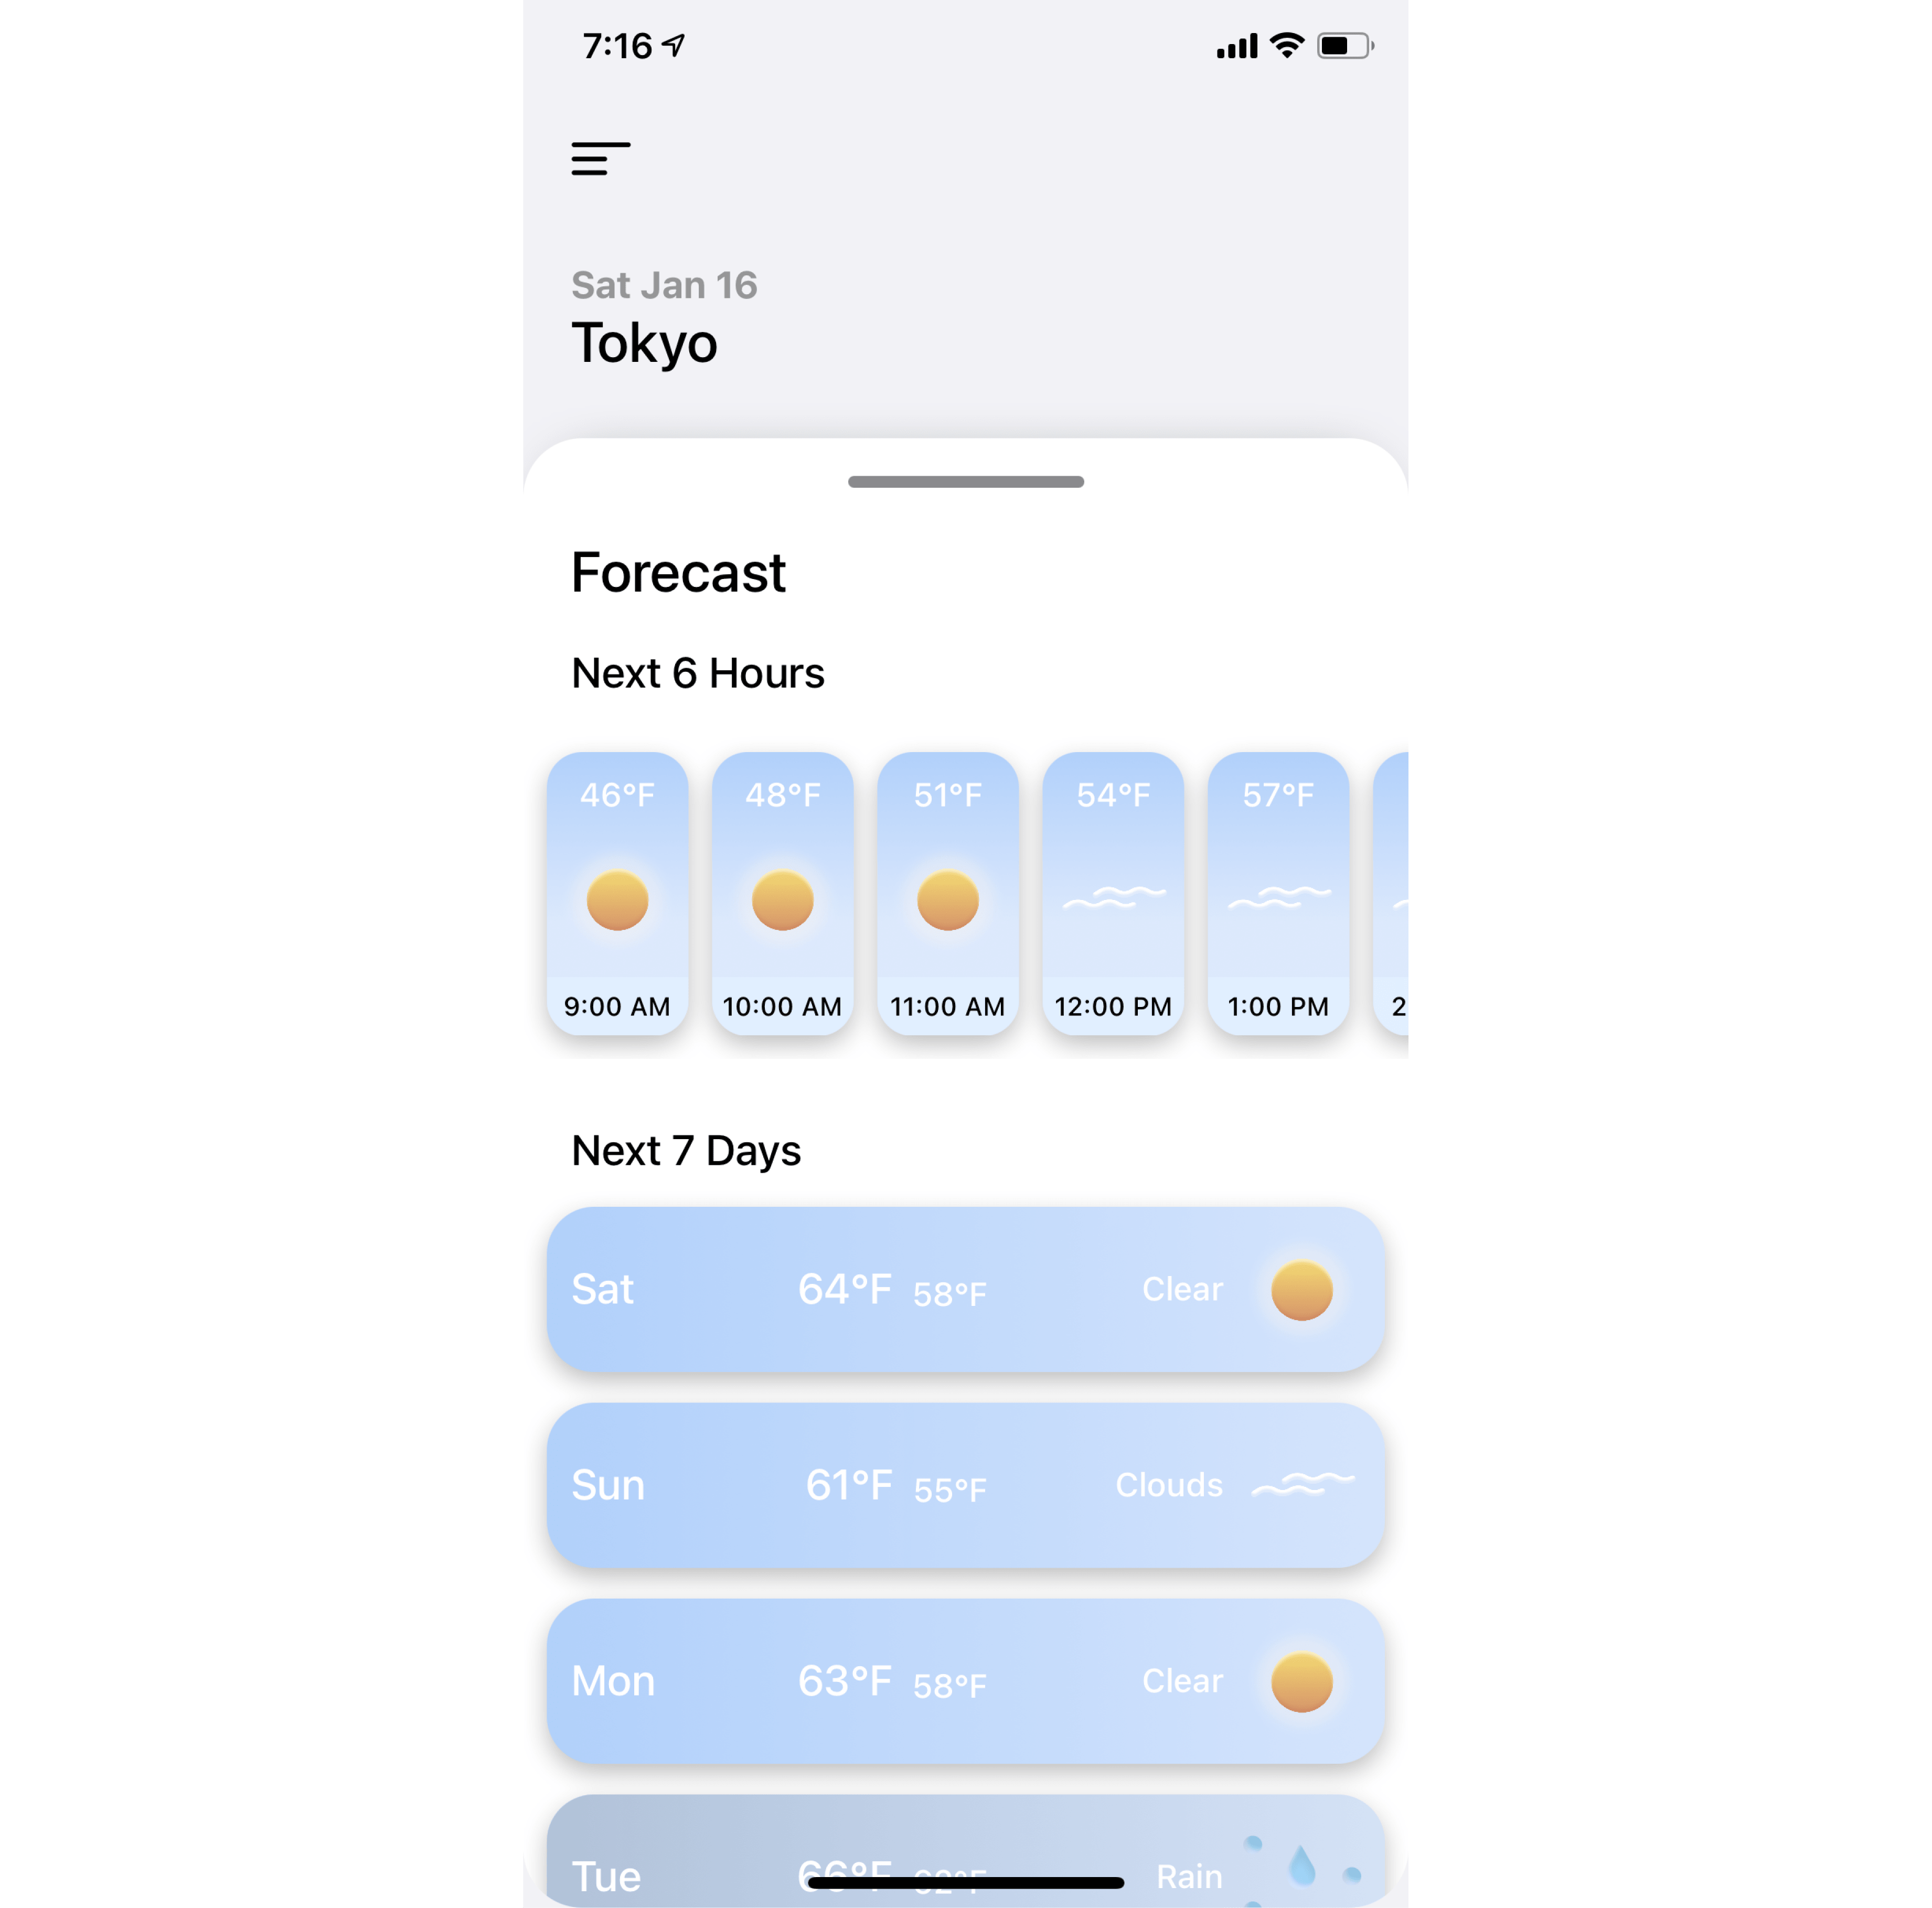 7:16
Sat Jan 16
Tokyo
Forecast
Next 6 Hours
46°F 48°F 51°F 54°F 57°F
9:00 AM 10:00 AM 11:00 AM 12:00 PM 1:00 PM 2
Next 7 Days
Sat 64°F 58°F Clear
Sun 61°F 55°F Clouds
Mon 63°F 58°F Clear
Tue 66°F Rain